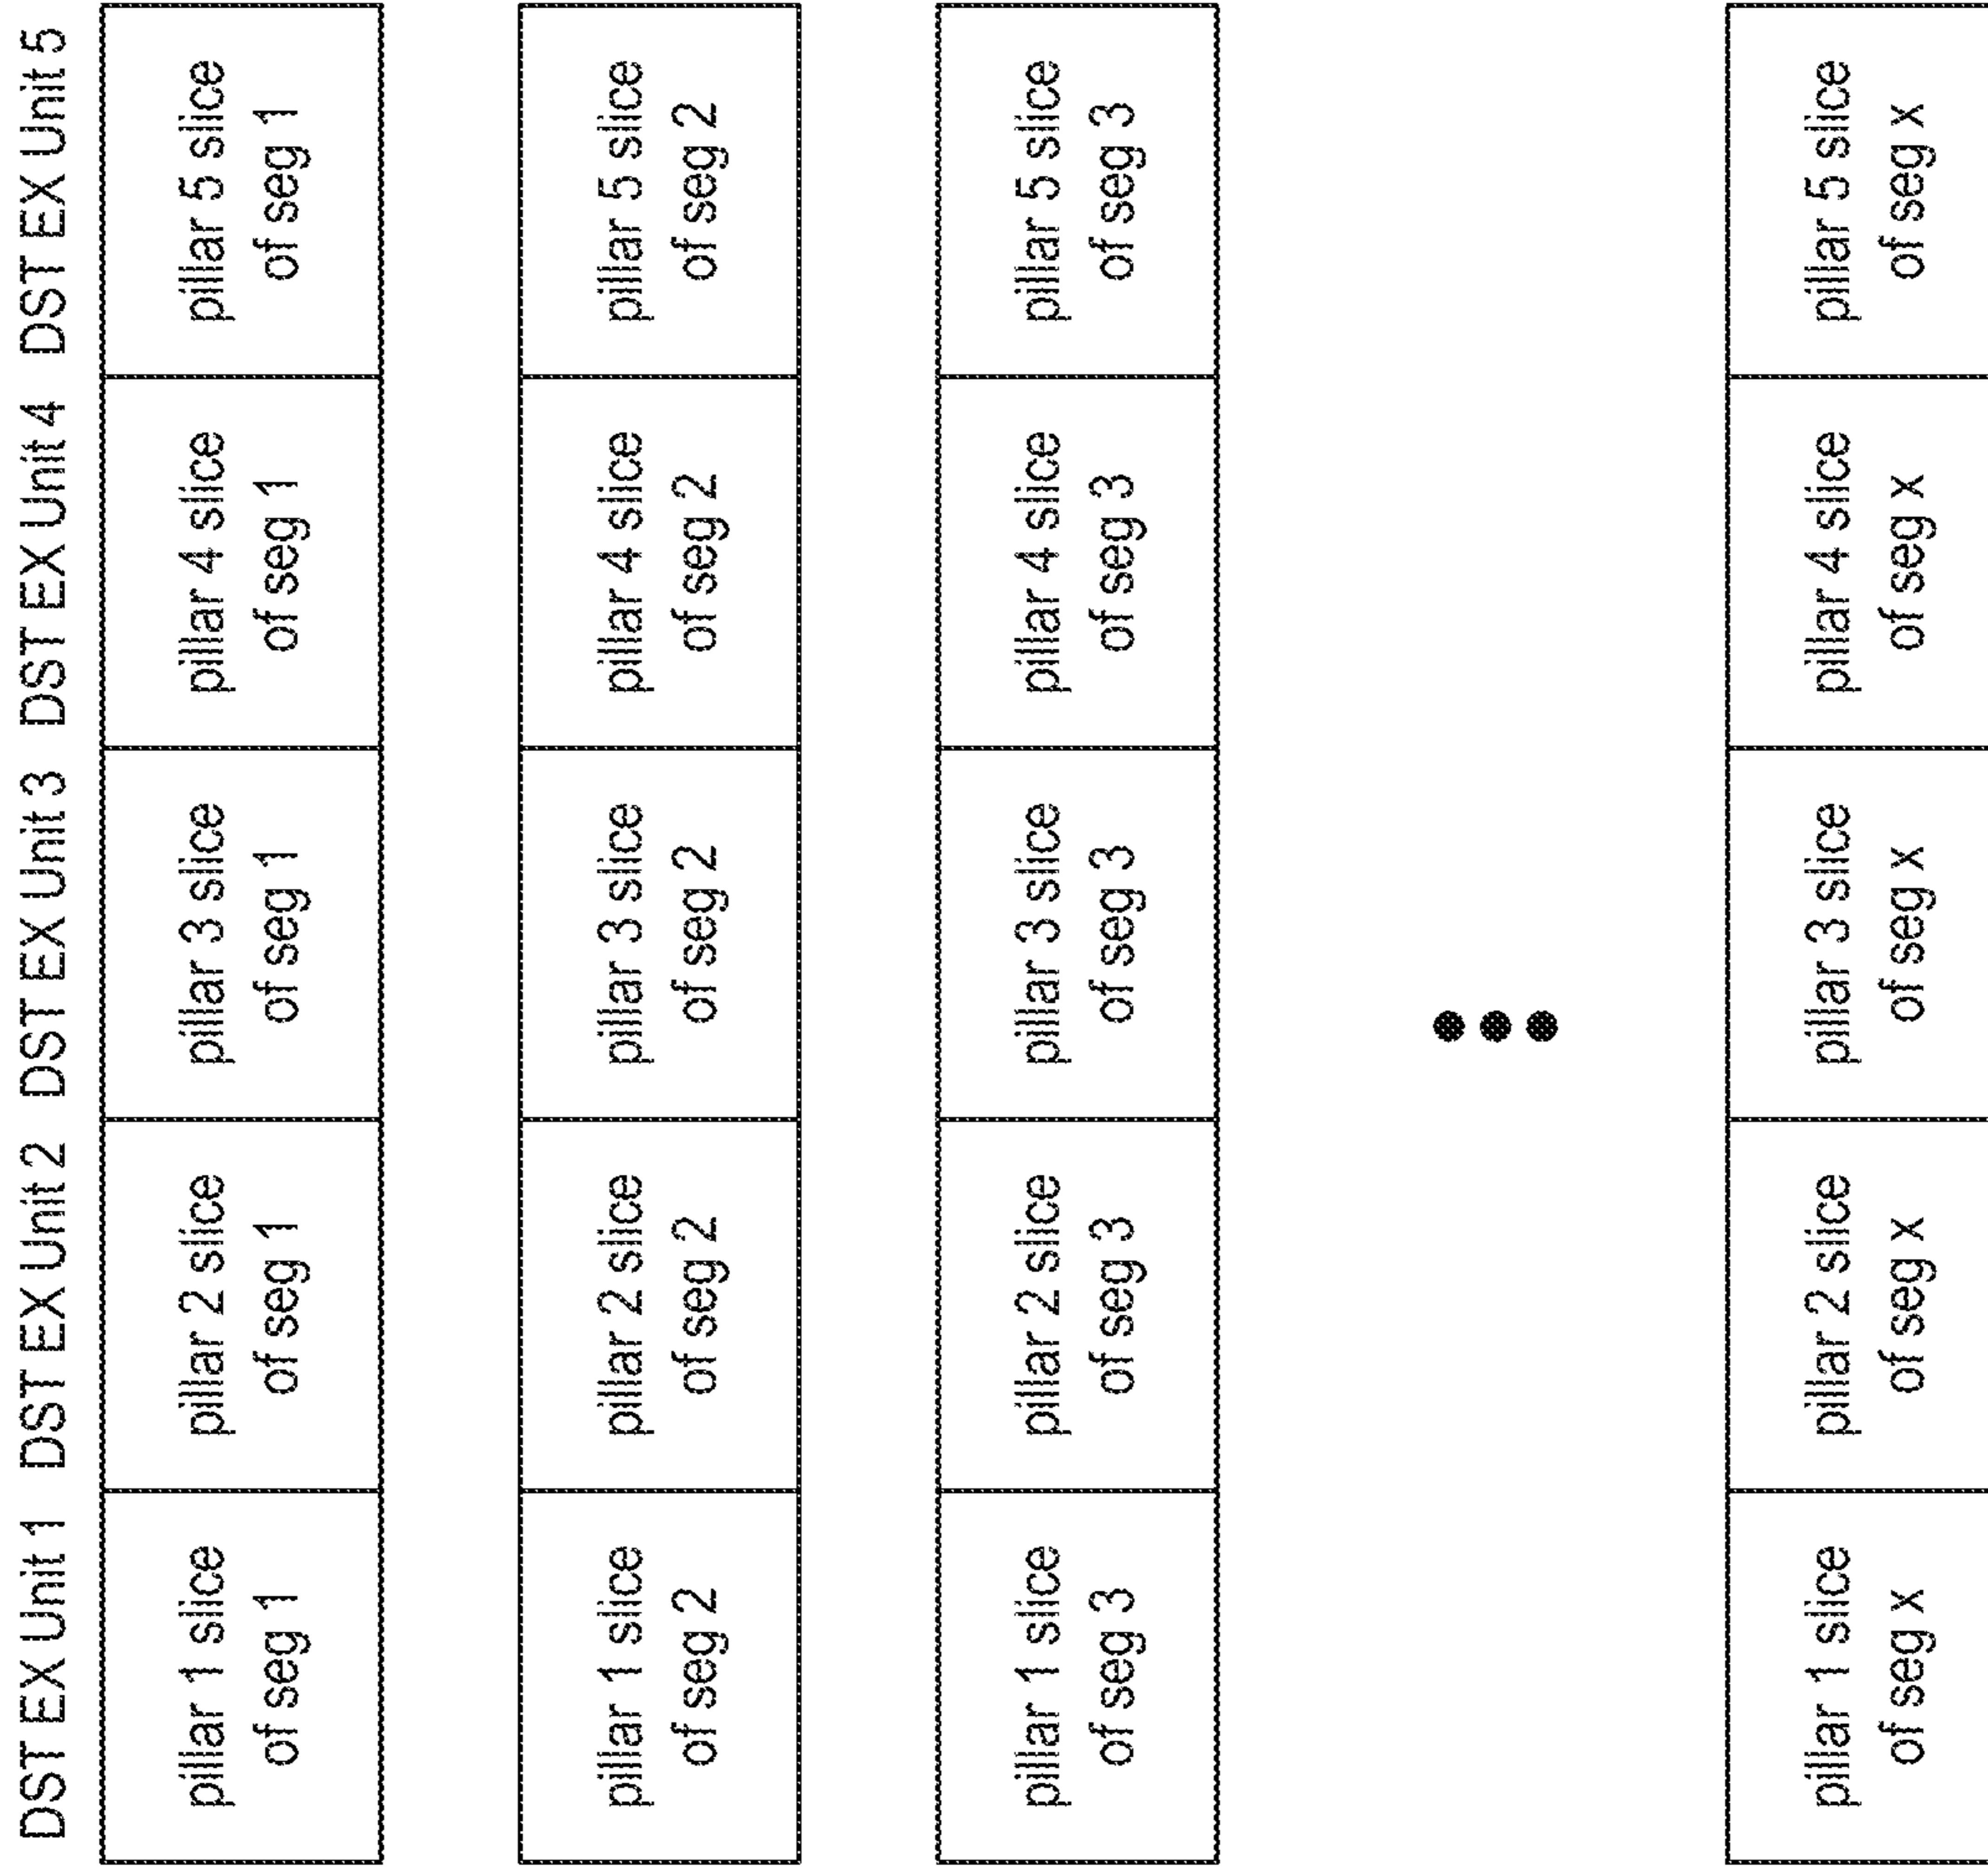 DST EX Unit 1 DST EX Unit 2 DST EX Unit 3 DST EX Unit 4 DST EX Unit 5
pillar 1 slice
of seg 1
pillar 2 slice
of seg 1
pillar 3 slice
of seg 1
pillar 4 slice
of seg 1
pillar 5 slice
of seg 1
pillar 1 slice
of seg 2
pillar 2 slice
of seg 2
pillar 3 slice
of seg 2
pillar 4 slice
of seg 2
pillar 5 slice
of seg 2
pillar 1 slice
of seg 3
pillar 2 slice
of seg 3
pillar 3 slice
of seg 3
pillar 4 slice
of seg 3
pillar 5 slice
of seg 3
pillar 1 slice
of seg x
pillar 2 slice
of seg x
pillar 3 slice
of seg x
pillar 4 slice
of seg x
pillar 5 slice
of seg x